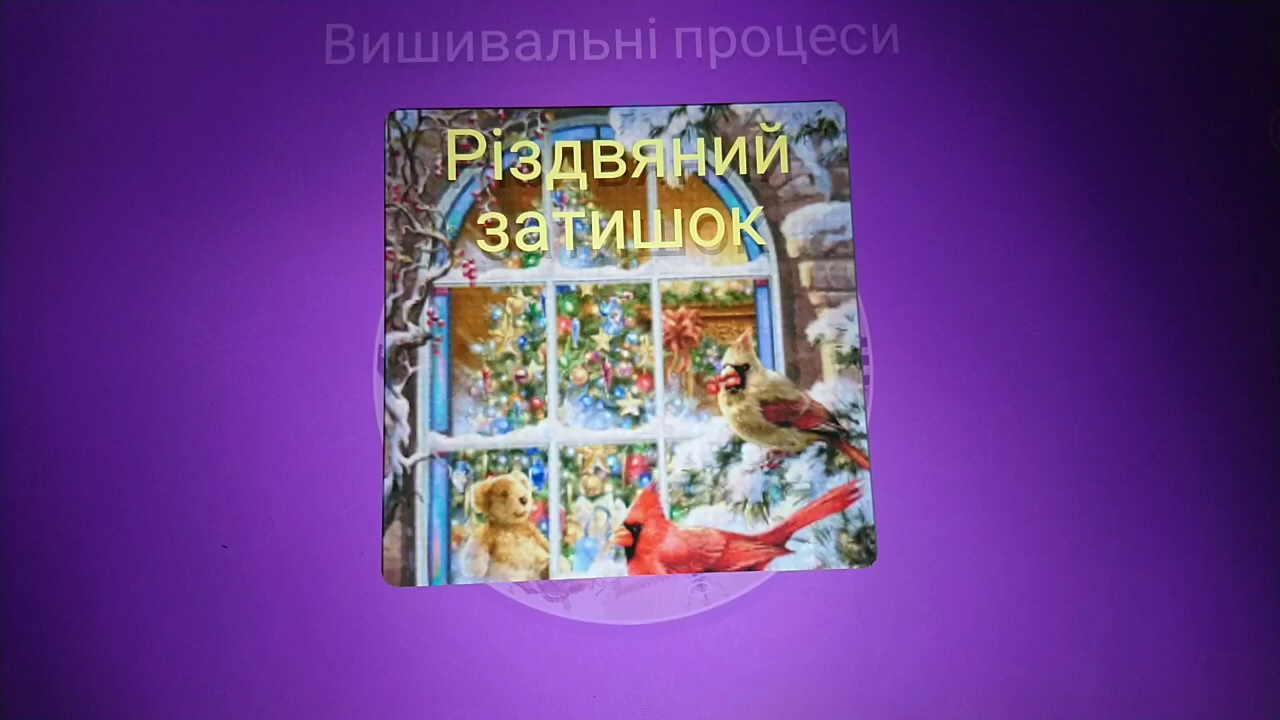 Вишивальні процеси
Різдвяний
затишок